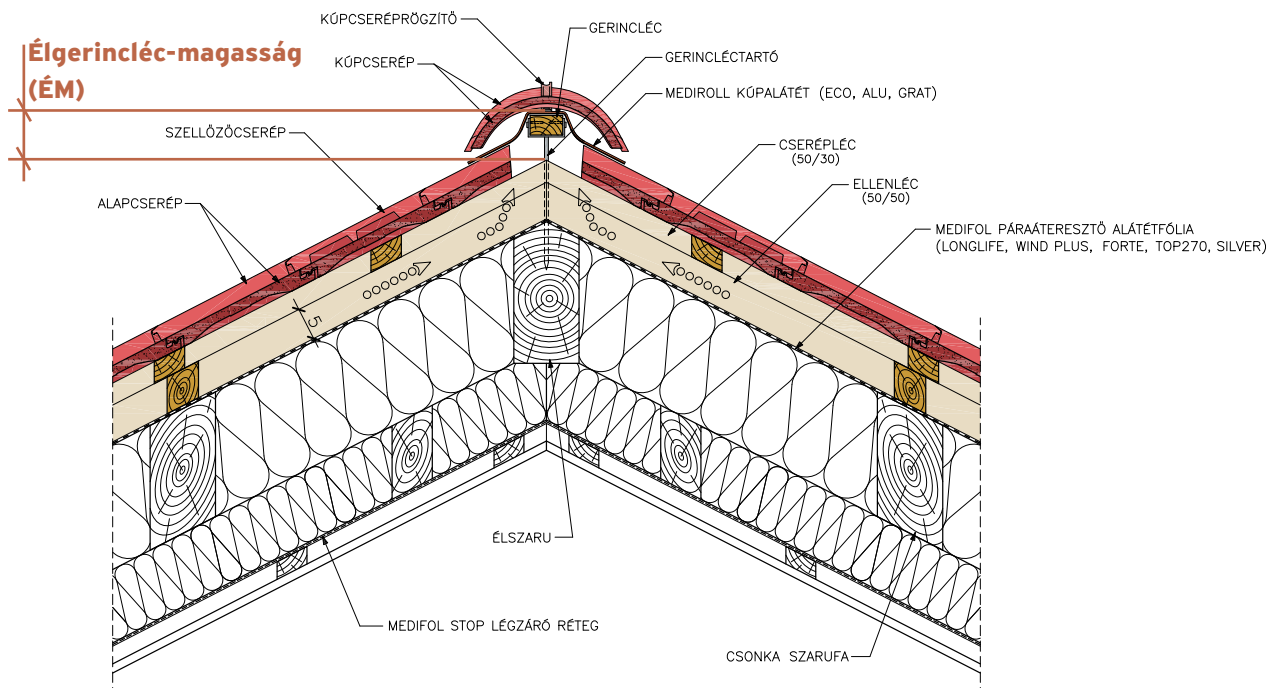 KÚPCSERÉPRÖGZÍTŐ
GERINCLÉC
Élgerincléc-magasság
(ÉM)
KÚPCSERÉP
GERINCLÉCTARTÓ
MEDIROLL KÚPALÁTÉT (ECO, ALU, GRAT)
SZELLŐZŐCSERÉP
CSERÉPLÉC
(50/30)
ELLENLÉC
(50/50)
ALAPCSERÉP
MEDIFOL PÁRAÁTERESZTŐ ALÁTÉTFÓLIA
(LONGLIFE, WIND PLUS, FORTE, TOP270, SILVER)
5
ÉLSZARU
MEDIFOL STOP LÉGZÁRÓ RÉTEG
CSONKA SZARUFA